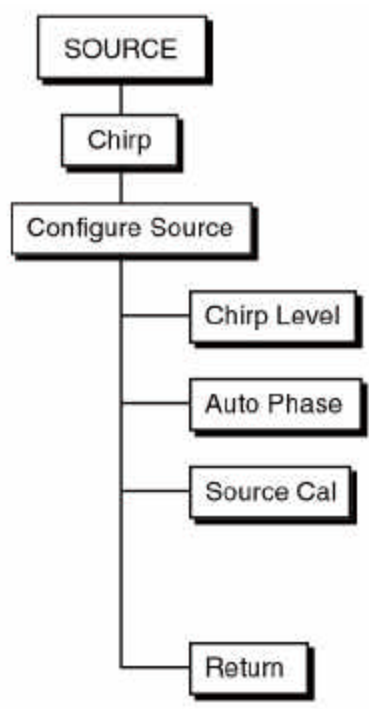 SOURCE
Chirp
Configure Source
Chirp Level
Auto Phase
Source Cal
Return